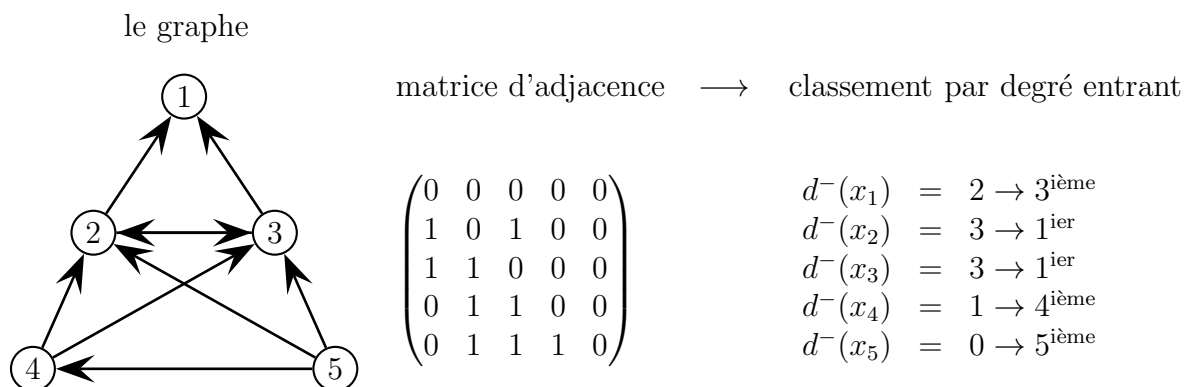 le graphe
matrice d'adjacence ⟶ classement par degré entrant
1
2 3
4 5
0 0 0 0 0
1 0 1 0 0
1 1 0 0 0
0 1 1 0 0
0 1 1 1 0
d⁻(x₁) = 2 → 3ième
d⁻(x₂) = 3 → 1ier
d⁻(x₃) = 3 → 1ier
d⁻(x₄) = 1 → 4ième
d⁻(x₅) = 0 → 5ième